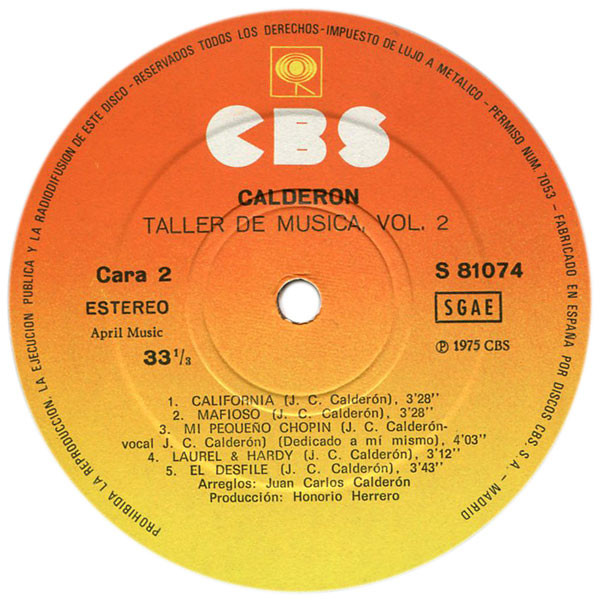 PROHIBIDA LA REPRODUCCION, LA EJECUCION PUBLICA Y LA RADIODIFUSION DE ESTE DISCO - RESERVADOS TODOS LOS DERECHOS - IMPUESTO DE LUJO A METALICO - PERMISO NUM. 7053 - FABRICADO EN ESPAÑA POR DISCOS CBS, S. A. - MADRID
CBS
CALDERON
TALLER DE MUSICA, VOL. 2
Cara 2
S 81074
ESTEREO
SGAE
April Music
℗ 1975 CBS
33 1/3
1. CALIFORNIA (J. C. Calderón), 3'28''
2. MAFIOSO (J. C. Calderón), 3'28''
3. MI PEQUEÑO CHOPIN (J. C. Calderón-
vocal J. C. Calderón) (Dedicado a mí mismo), 4'03''
4. LAUREL & HARDY (J. C. Calderón), 3'12''
5. EL DESFILE (J. C. Calderón), 3'43''
Arreglos: Juan Carlos Calderón
Producción: Honorio Herrero